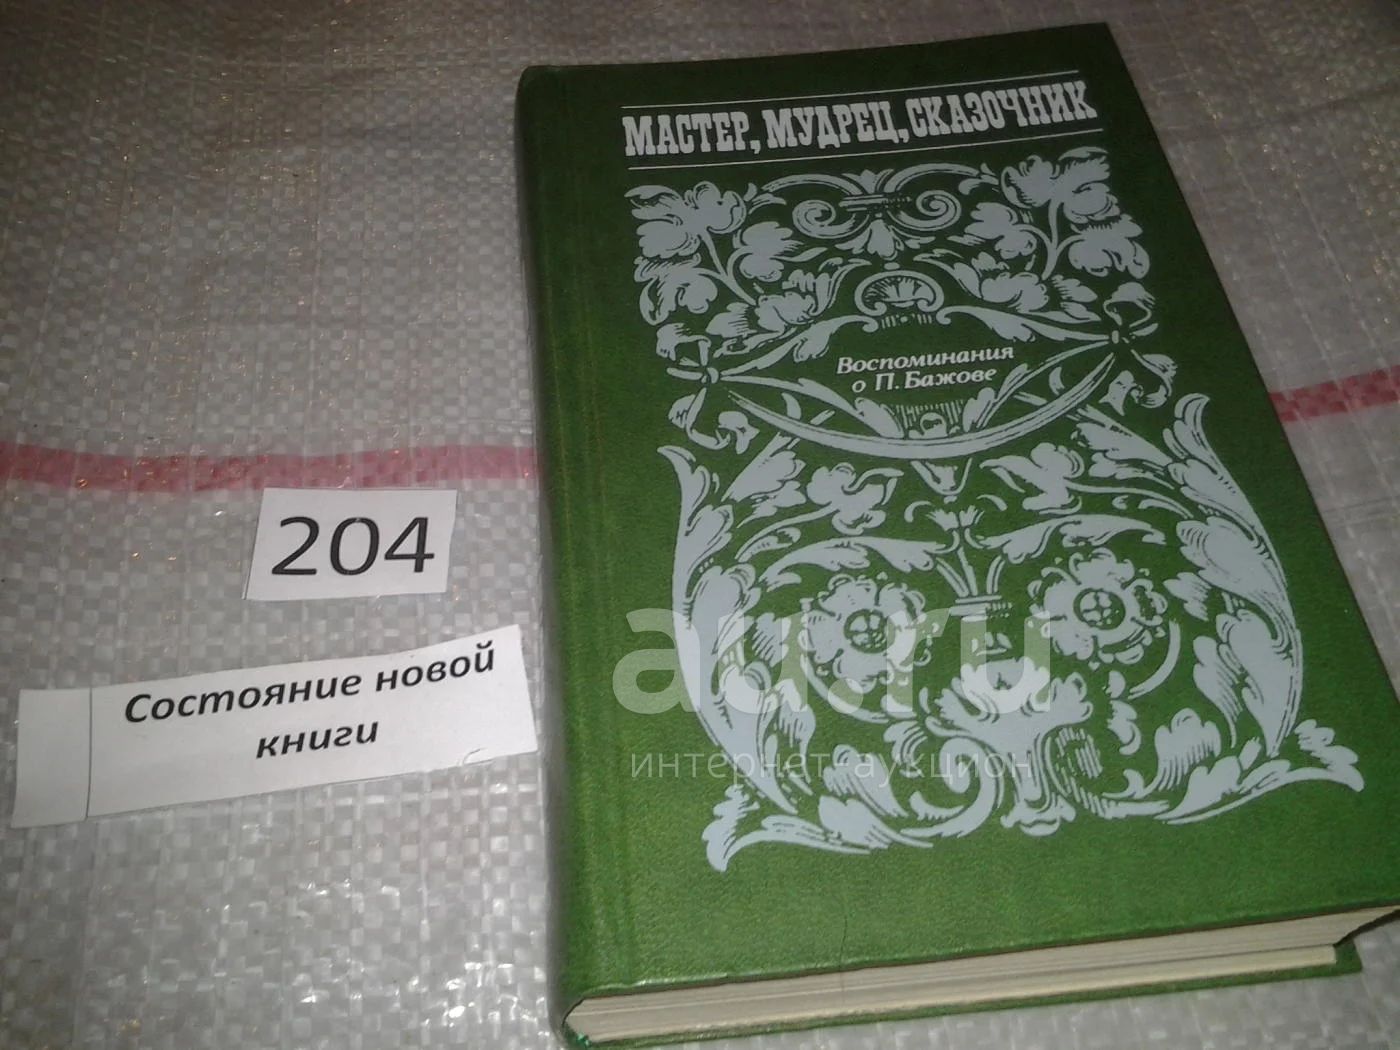 МАСТЕР, МУДРЕЦ, СКАЗОЧНИК
Воспоминания
о П. Бажове
204
Состояние новой
книги
au.ru
интернет-аукцион